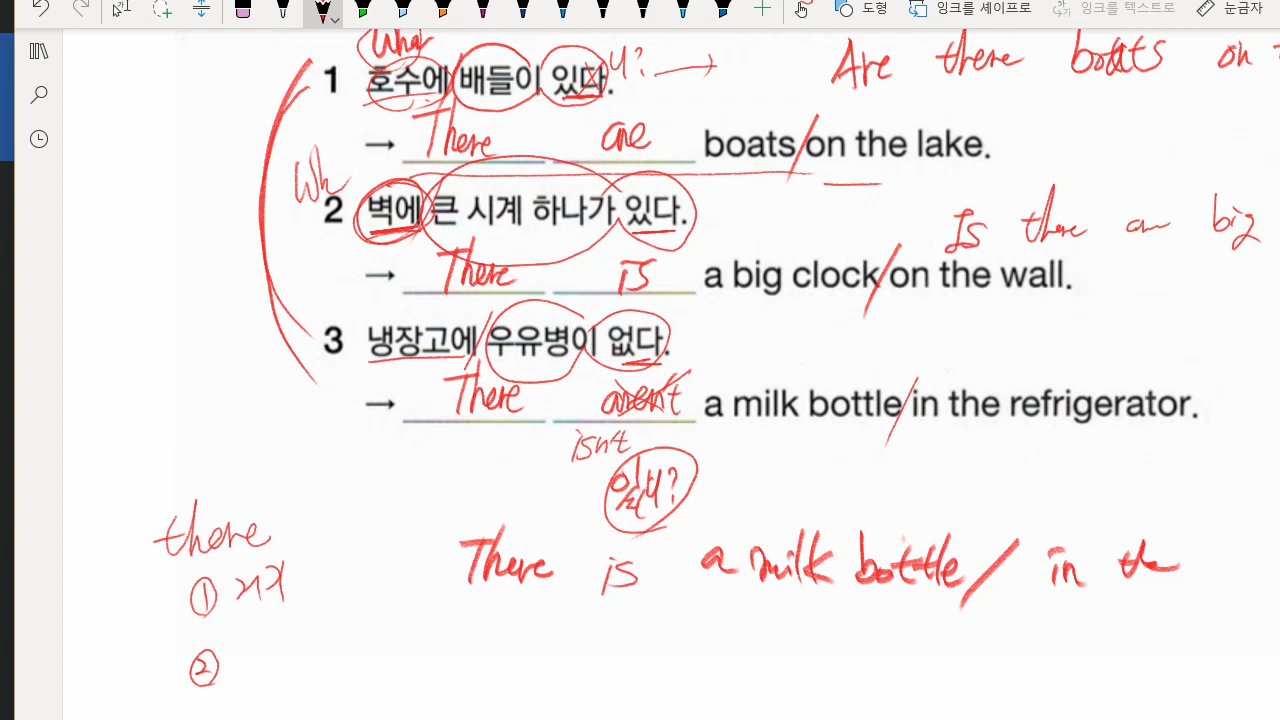 도형 잉크를 셰이프로 잉크를 텍스트로 눈금자
1 호수에 배들이 있다. 니? → Are there boats on
→ There are boats/on the lake.
Wh
2 벽에 큰 시계 하나가 있다.
Is there a big
→ There is a big clock/on the wall.
3 냉장고에/우유병이 없다.
→ There aren't a milk bottle/in the refrigerator.
isn't
있니?
there There is a milk bottle/ in the
①
②